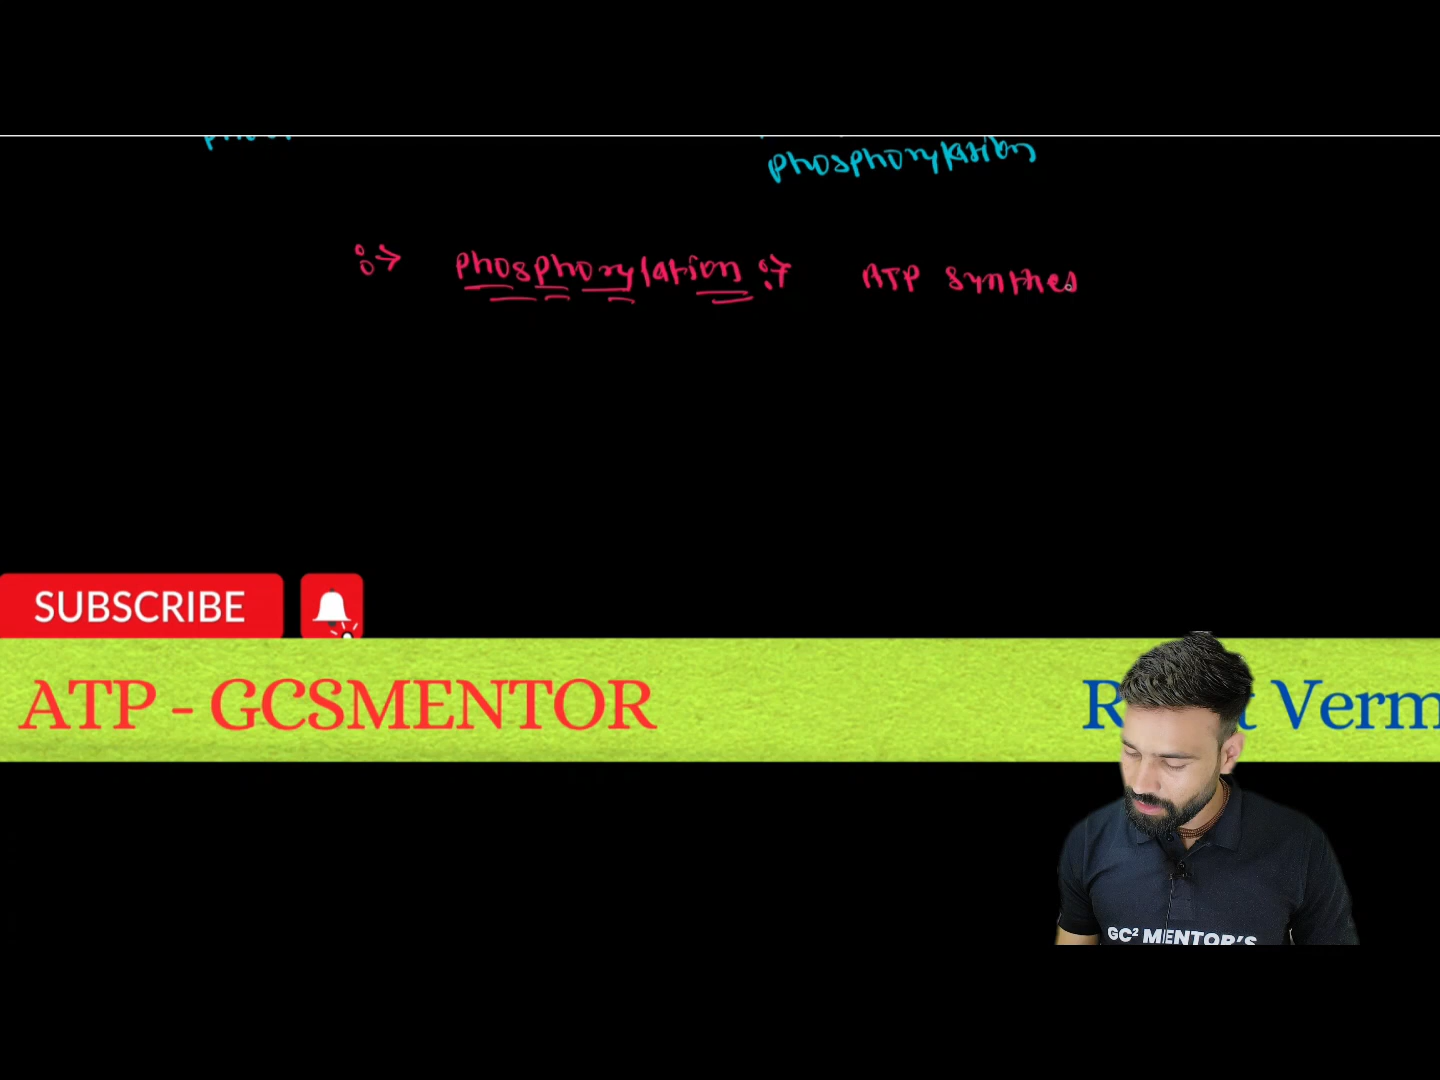 phosphorylation
phosphorylation :→ ATP Synthes
SUBSCRIBE
ATP - GCSMENTOR
Verm
GC² MENTOR'S